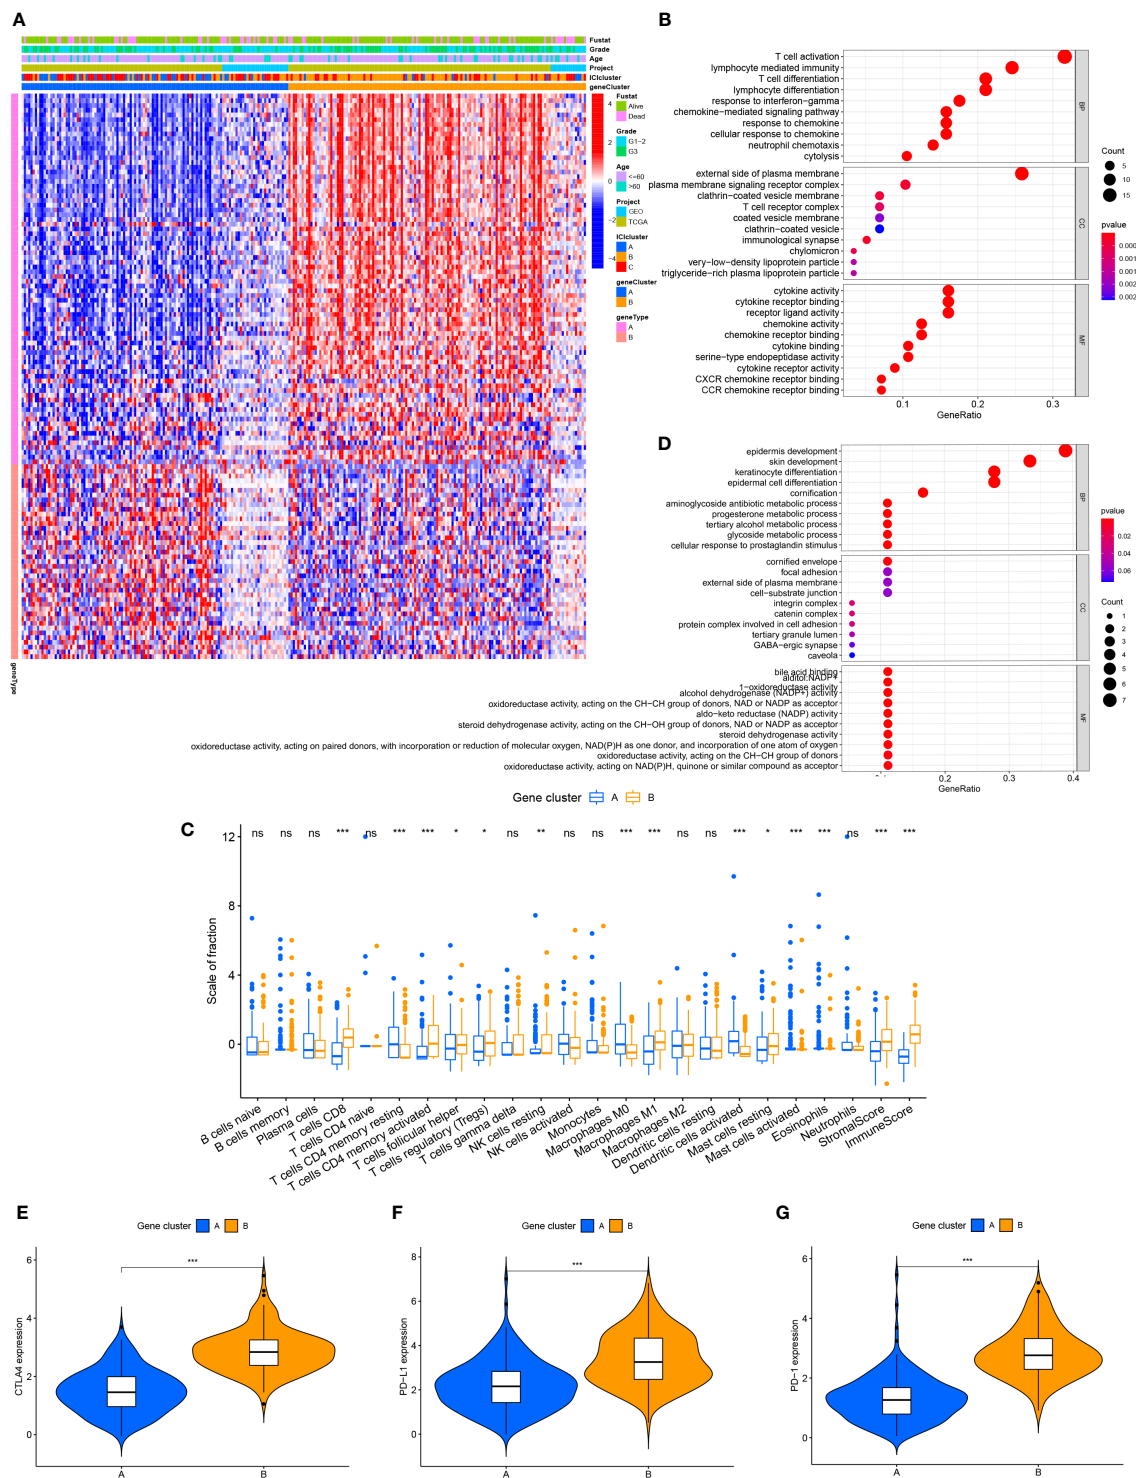 A
Fustat
Grade
Age
Project
ICIcluster
geneCluster
4
2
0
−2
−4
Fustat
Alive
Dead
Grade
G1−2
G3
Age
<=60
>60
Project
GEO
TCGA
ICIcluster
A
B
C
geneCluster
A
B
geneType
A
B
geneType
B
T cell activation
lymphocyte mediated immunity
T cell differentiation
lymphocyte differentiation
response to interferon−gamma
chemokine−mediated signaling pathway
response to chemokine
cellular response to chemokine
neutrophil chemotaxis
cytolysis
BP
external side of plasma membrane
plasma membrane signaling receptor complex
clathrin−coated vesicle membrane
T cell receptor complex
coated vesicle membrane
clathrin−coated vesicle
immunological synapse
chylomicron
very−low−density lipoprotein particle
triglyceride−rich plasma lipoprotein particle
CC
cytokine activity
cytokine receptor binding
receptor ligand activity
chemokine activity
chemokine receptor binding
cytokine binding
serine−type endopeptidase activity
cytokine receptor activity
CXCR chemokine receptor binding
CCR chemokine receptor binding
MF
0.1
0.2
0.3
GeneRatio
Count
5
10
15
pvalue
0.000
0.001
0.001
0.002
0.002
D
epidermis development
skin development
keratinocyte differentiation
epidermal cell differentiation
cornification
aminoglycoside antibiotic metabolic process
progesterone metabolic process
tertiary alcohol metabolic process
glycoside metabolic process
cellular response to prostaglandin stimulus
BP
cornified envelope
focal adhesion
external side of plasma membrane
cell−substrate junction
integrin complex
catenin complex
protein complex involved in cell adhesion
tertiary granule lumen
GABA−ergic synapse
caveola
CC
bile acid binding
alditol:NADP+
1−oxidoreductase activity
alcohol dehydrogenase (NADP+) activity
oxidoreductase activity, acting on the CH−CH group of donors, NAD or NADP as acceptor
aldo−keto reductase (NADP) activity
steroid dehydrogenase activity, acting on the CH−OH group of donors, NAD or NADP as acceptor
steroid dehydrogenase activity
oxidoreductase activity, acting on paired donors, with incorporation or reduction of molecular oxygen, NAD(P)H as one donor, and incorporation of one atom of oxygen
oxidoreductase activity, acting on the CH−CH group of donors
oxidoreductase activity, acting on NAD(P)H, quinone or similar compound as acceptor
MF
0.2
0.3
0.4
GeneRatio
pvalue
0.02
0.04
0.06
Count
1
2
3
4
5
6
7
C
Gene cluster A B
ns ns ns *** ns *** *** * * ns ** ns ns *** *** ns ns *** * *** *** ns *** ***
Scale of fraction
12
8
4
0
B cells naive
B cells memory
Plasma cells
T cells CD8
T cells CD4 naive
T cells CD4 memory resting
T cells CD4 memory activated
T cells follicular helper
T cells regulatory (Tregs)
T cells gamma delta
NK cells resting
NK cells activated
Monocytes
Macrophages M0
Macrophages M1
Macrophages M2
Dendritic cells resting
Dendritic cells activated
Mast cells resting
Mast cells activated
Eosinophils
Neutrophils
StromalScore
ImmuneScore
E
Gene cluster A B
***
CTLA4 expression
6
4
2
0
A B
F
Gene cluster A B
***
PD−L1 expression
8
6
4
2
0
A B
G
Gene cluster A B
***
PD−1 expression
6
4
2
0
A B